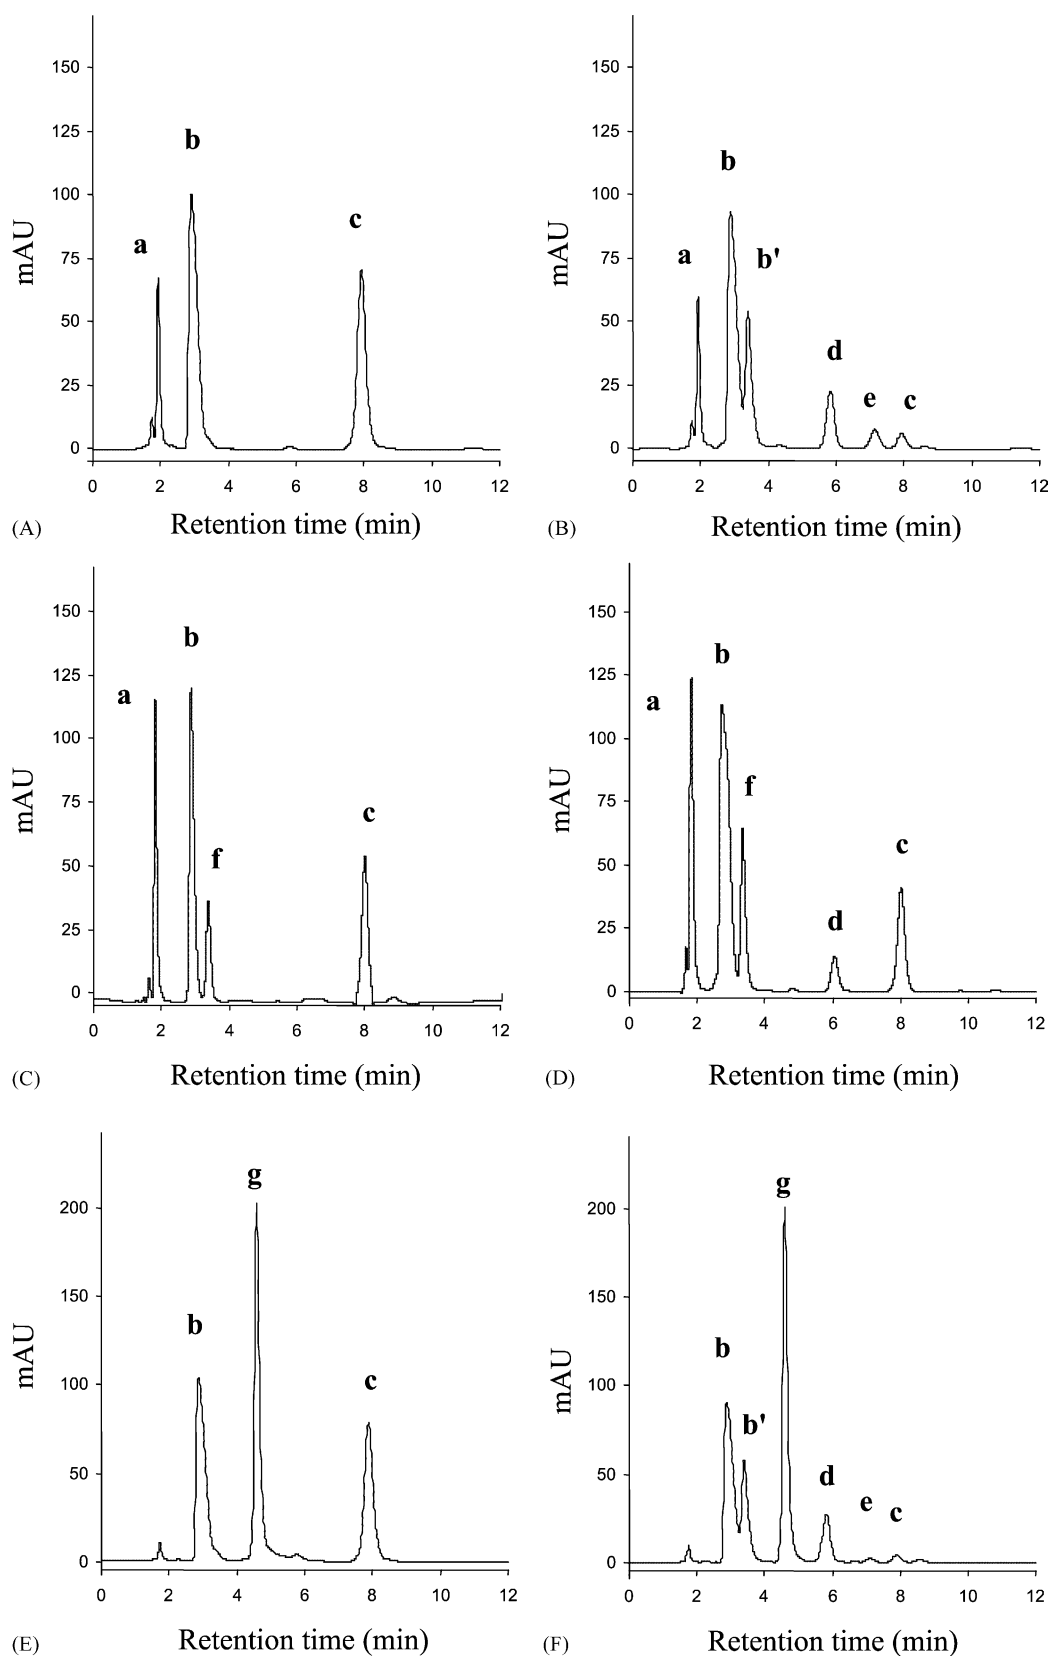 150
125
100
75
50
25
0
mAU
a
b
c
0 2 4 6 8 10 12
(A) Retention time (min)
150
125
100
75
50
25
0
mAU
a
b
b'
d
e
c
0 2 4 6 8 10 12
(B) Retention time (min)
150
125
100
75
50
25
0
mAU
a
b
f
c
0 2 4 6 8 10 12
(C) Retention time (min)
150
125
100
75
50
25
0
mAU
a
b
f
d
c
0 2 4 6 8 10 12
(D) Retention time (min)
200
150
100
50
0
mAU
b
g
c
0 2 4 6 8 10 12
(E) Retention time (min)
200
150
100
50
0
mAU
b
b'
g
d
e
c
0 2 4 6 8 10 12
(F) Retention time (min)